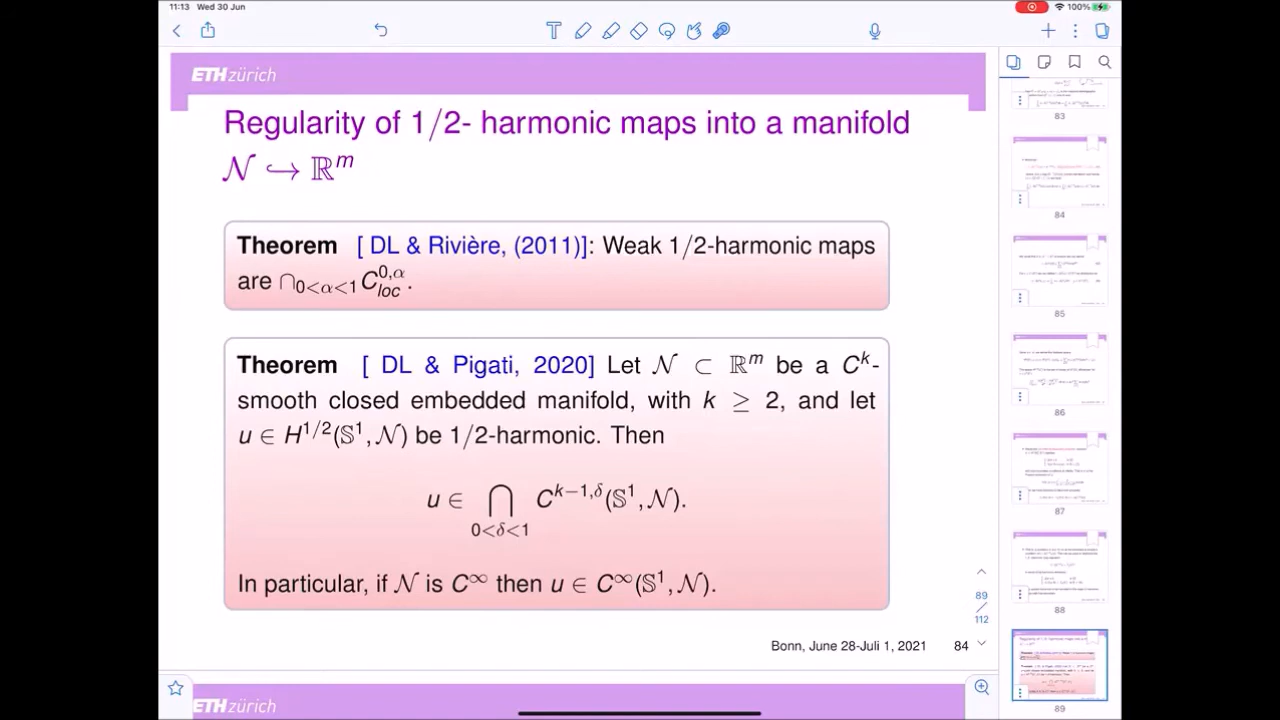 11:13 Wed 30 Jun
100%
ETH zürich
Regularity of 1/2- harmonic maps into a manifold
𝒩 ↪ ℝ^m
Theorem [ DL & Rivière, (2011)]: Weak 1/2-harmonic maps
are ∩_{0<α<1} C^{0,α}_{loc}.
Theorem [ DL & Pigati, 2020] Let 𝒩 ⊂ ℝ^m be a C^k-
smooth closed embedded manifold, with k ≥ 2, and let
u ∈ H^{1/2}(𝕊^1, 𝒩) be 1/2-harmonic. Then
u ∈ ⋂_{0<δ<1} C^{k−1,δ}(𝕊^1, 𝒩).
In particular if 𝒩 is C^∞ then u ∈ C^∞(𝕊^1, 𝒩).
Bonn, June 28-Juli 1, 2021 84
89
/
112
ETH zürich
83
84
85
86
87
88
89